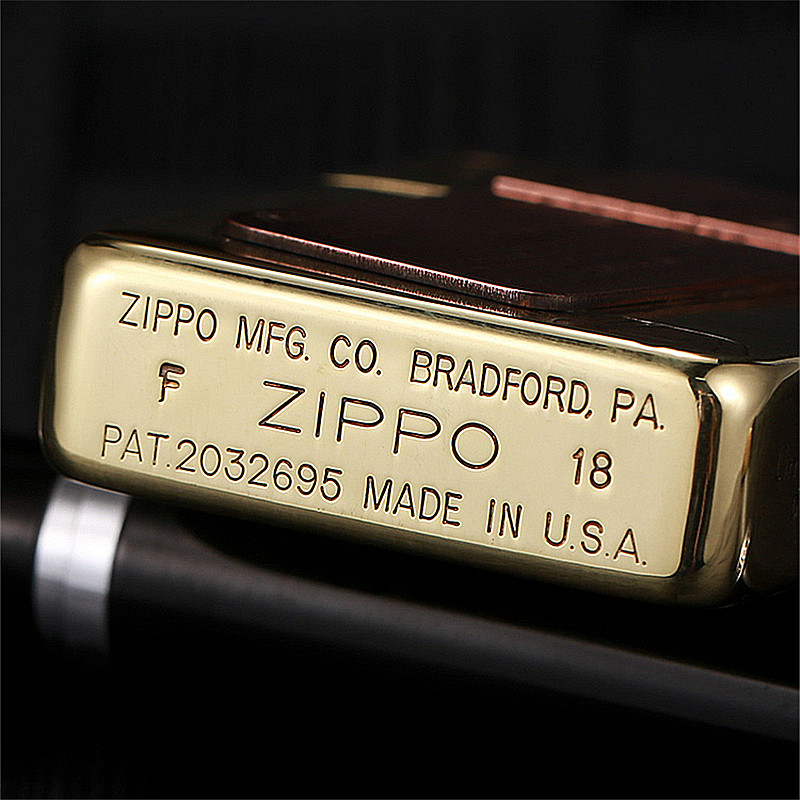 ZIPPO MFG. CO. BRADFORD, PA.
F ZIPPO 18
PAT.2032695 MADE IN U.S.A.